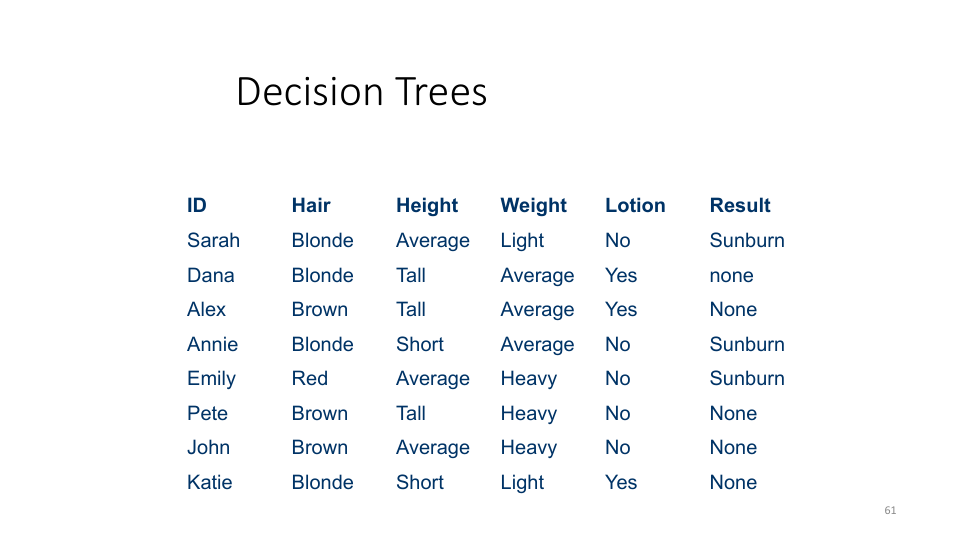 Decision Trees
ID Hair Height Weight Lotion Result
Sarah Blonde Average Light No Sunburn
Dana Blonde Tall Average Yes none
Alex Brown Tall Average Yes None
Annie Blonde Short Average No Sunburn
Emily Red Average Heavy No Sunburn
Pete Brown Tall Heavy No None
John Brown Average Heavy No None
Katie Blonde Short Light Yes None
61